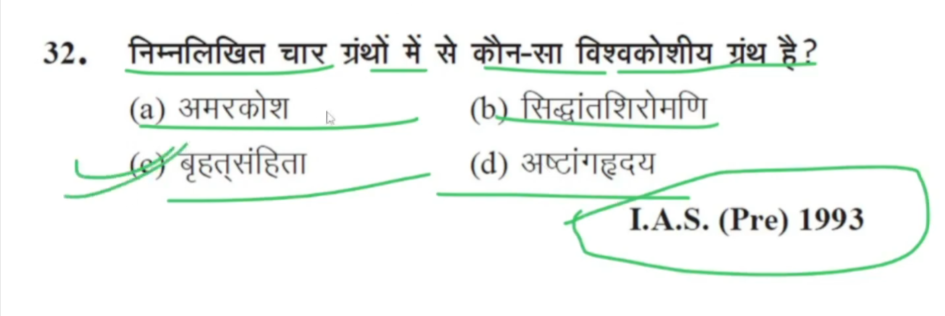 32. निम्नलिखित चार ग्रंथों में से कौन-सा विश्वकोशीय ग्रंथ है?
(a) अमरकोश (b) सिद्धांतशिरोमणि
(c) बृहत्संहिता (d) अष्टांगहृदय
I.A.S. (Pre) 1993